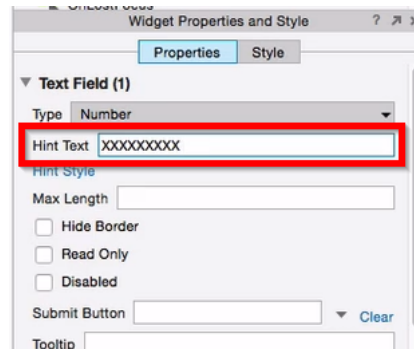 OnLostFocus
Widget Properties and Style ?
Properties Style
Text Field (1)
Type Number
Hint Text XXXXXXXXX
Hint Style
Max Length
Hide Border
Read Only
Disabled
Submit Button Clear
Tooltip